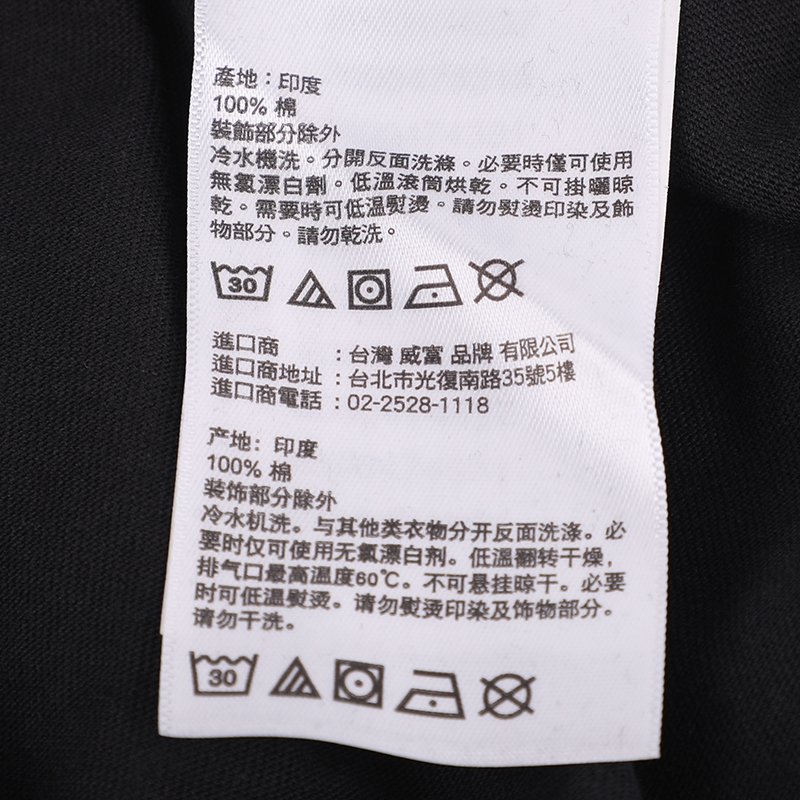 產地：印度
100% 棉
裝飾部分除外
冷水機洗。分開反面洗滌。必要時僅可使用
無氯漂白劑。低溫滾筒烘乾。不可掛曬晾
乾。需要時可低溫熨燙。請勿熨燙印染及飾
物部分。請勿乾洗。
30
進口商 ：台灣 威富 品牌 有限公司
進口商地址 ：台北市光復南路35號5樓
進口商電話 ：02-2528-1118
产地：印度
100% 棉
装饰部分除外
冷水机洗。与其他类衣物分开反面洗涤。必
要时仅可使用无氯漂白剂。低温翻转干燥，
排气口最高温度60℃。不可悬挂晾干。必要
时可低温熨烫。请勿熨烫印染及饰物部分。
请勿干洗。
30